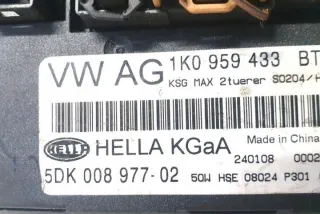 VW AG 1K0 959 433 BT
KSG MAX 2tuerer S0204/H
Made in China
HELLA HELLA KGaA
240108 0002
5DK 008 977-02 50W HSE 08024 P301